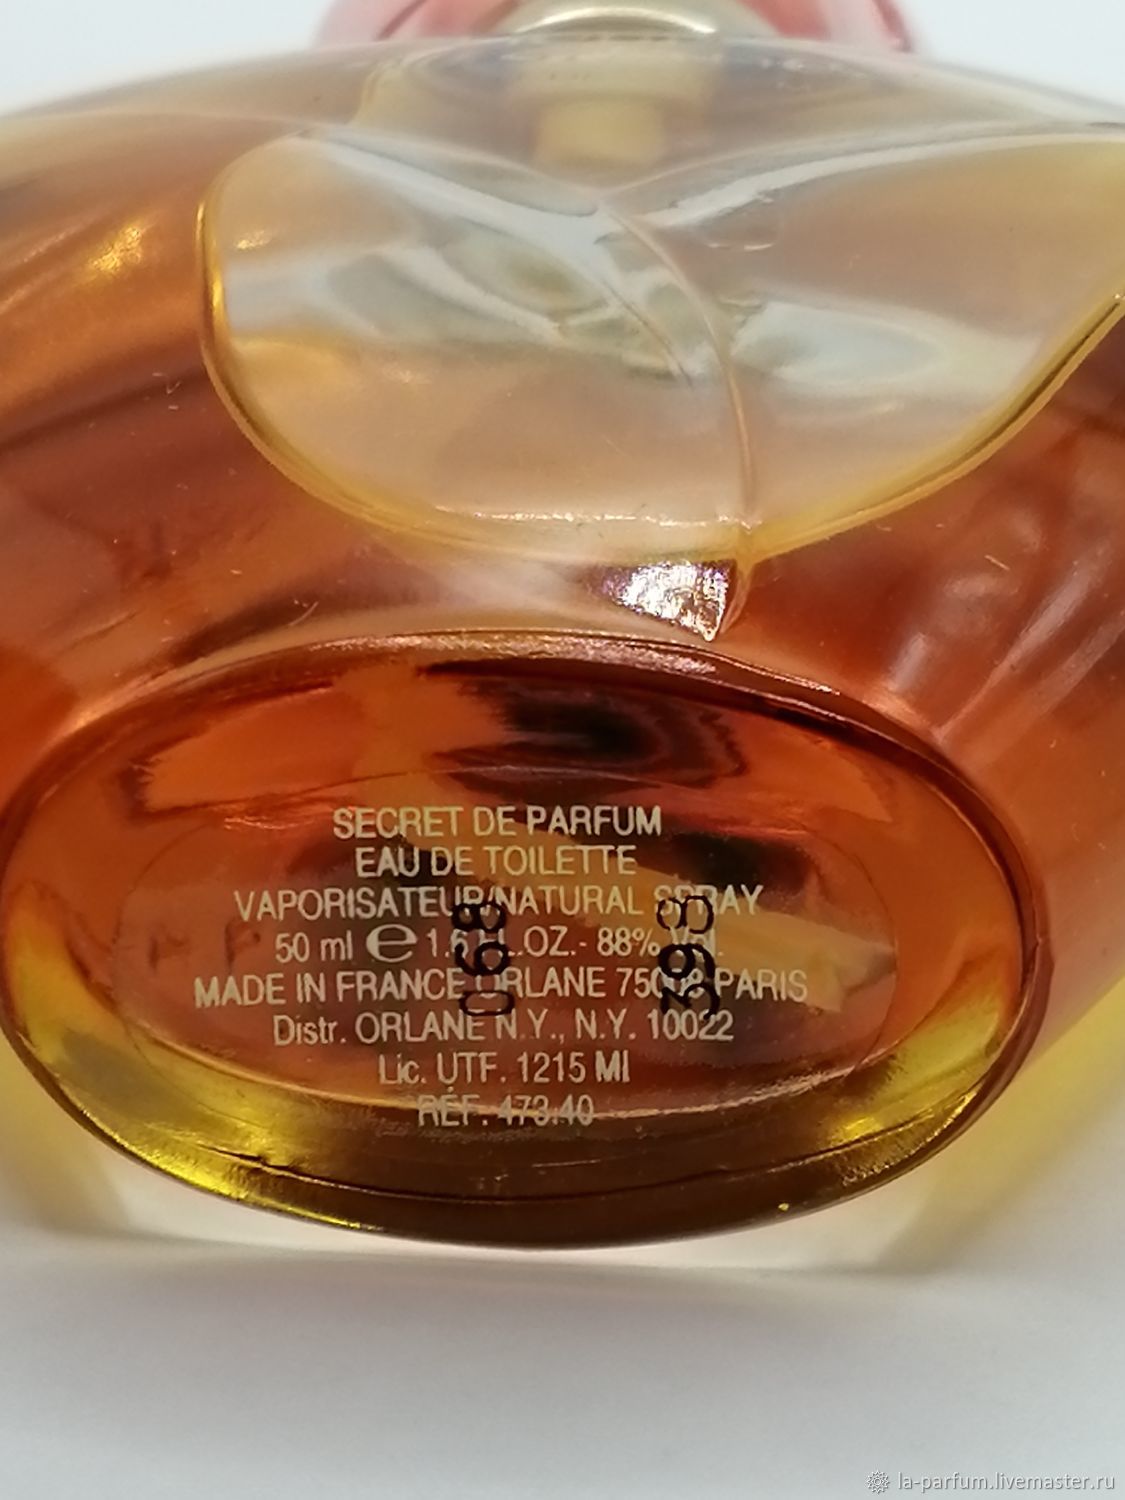 SECRET DE PARFUM
EAU DE TOILETTE
VAPORISATEUR/NATURAL SPRAY
50 ml ℮ 1.6 FL.OZ.- 88% Vol.
MADE IN FRANCE ORLANE 75008 PARIS
Distr. ORLANE N.Y., N.Y. 10022
Lic. UTF. 1215 MI
RÉF. 473.40
068
398
la-parfum.livemaster.ru